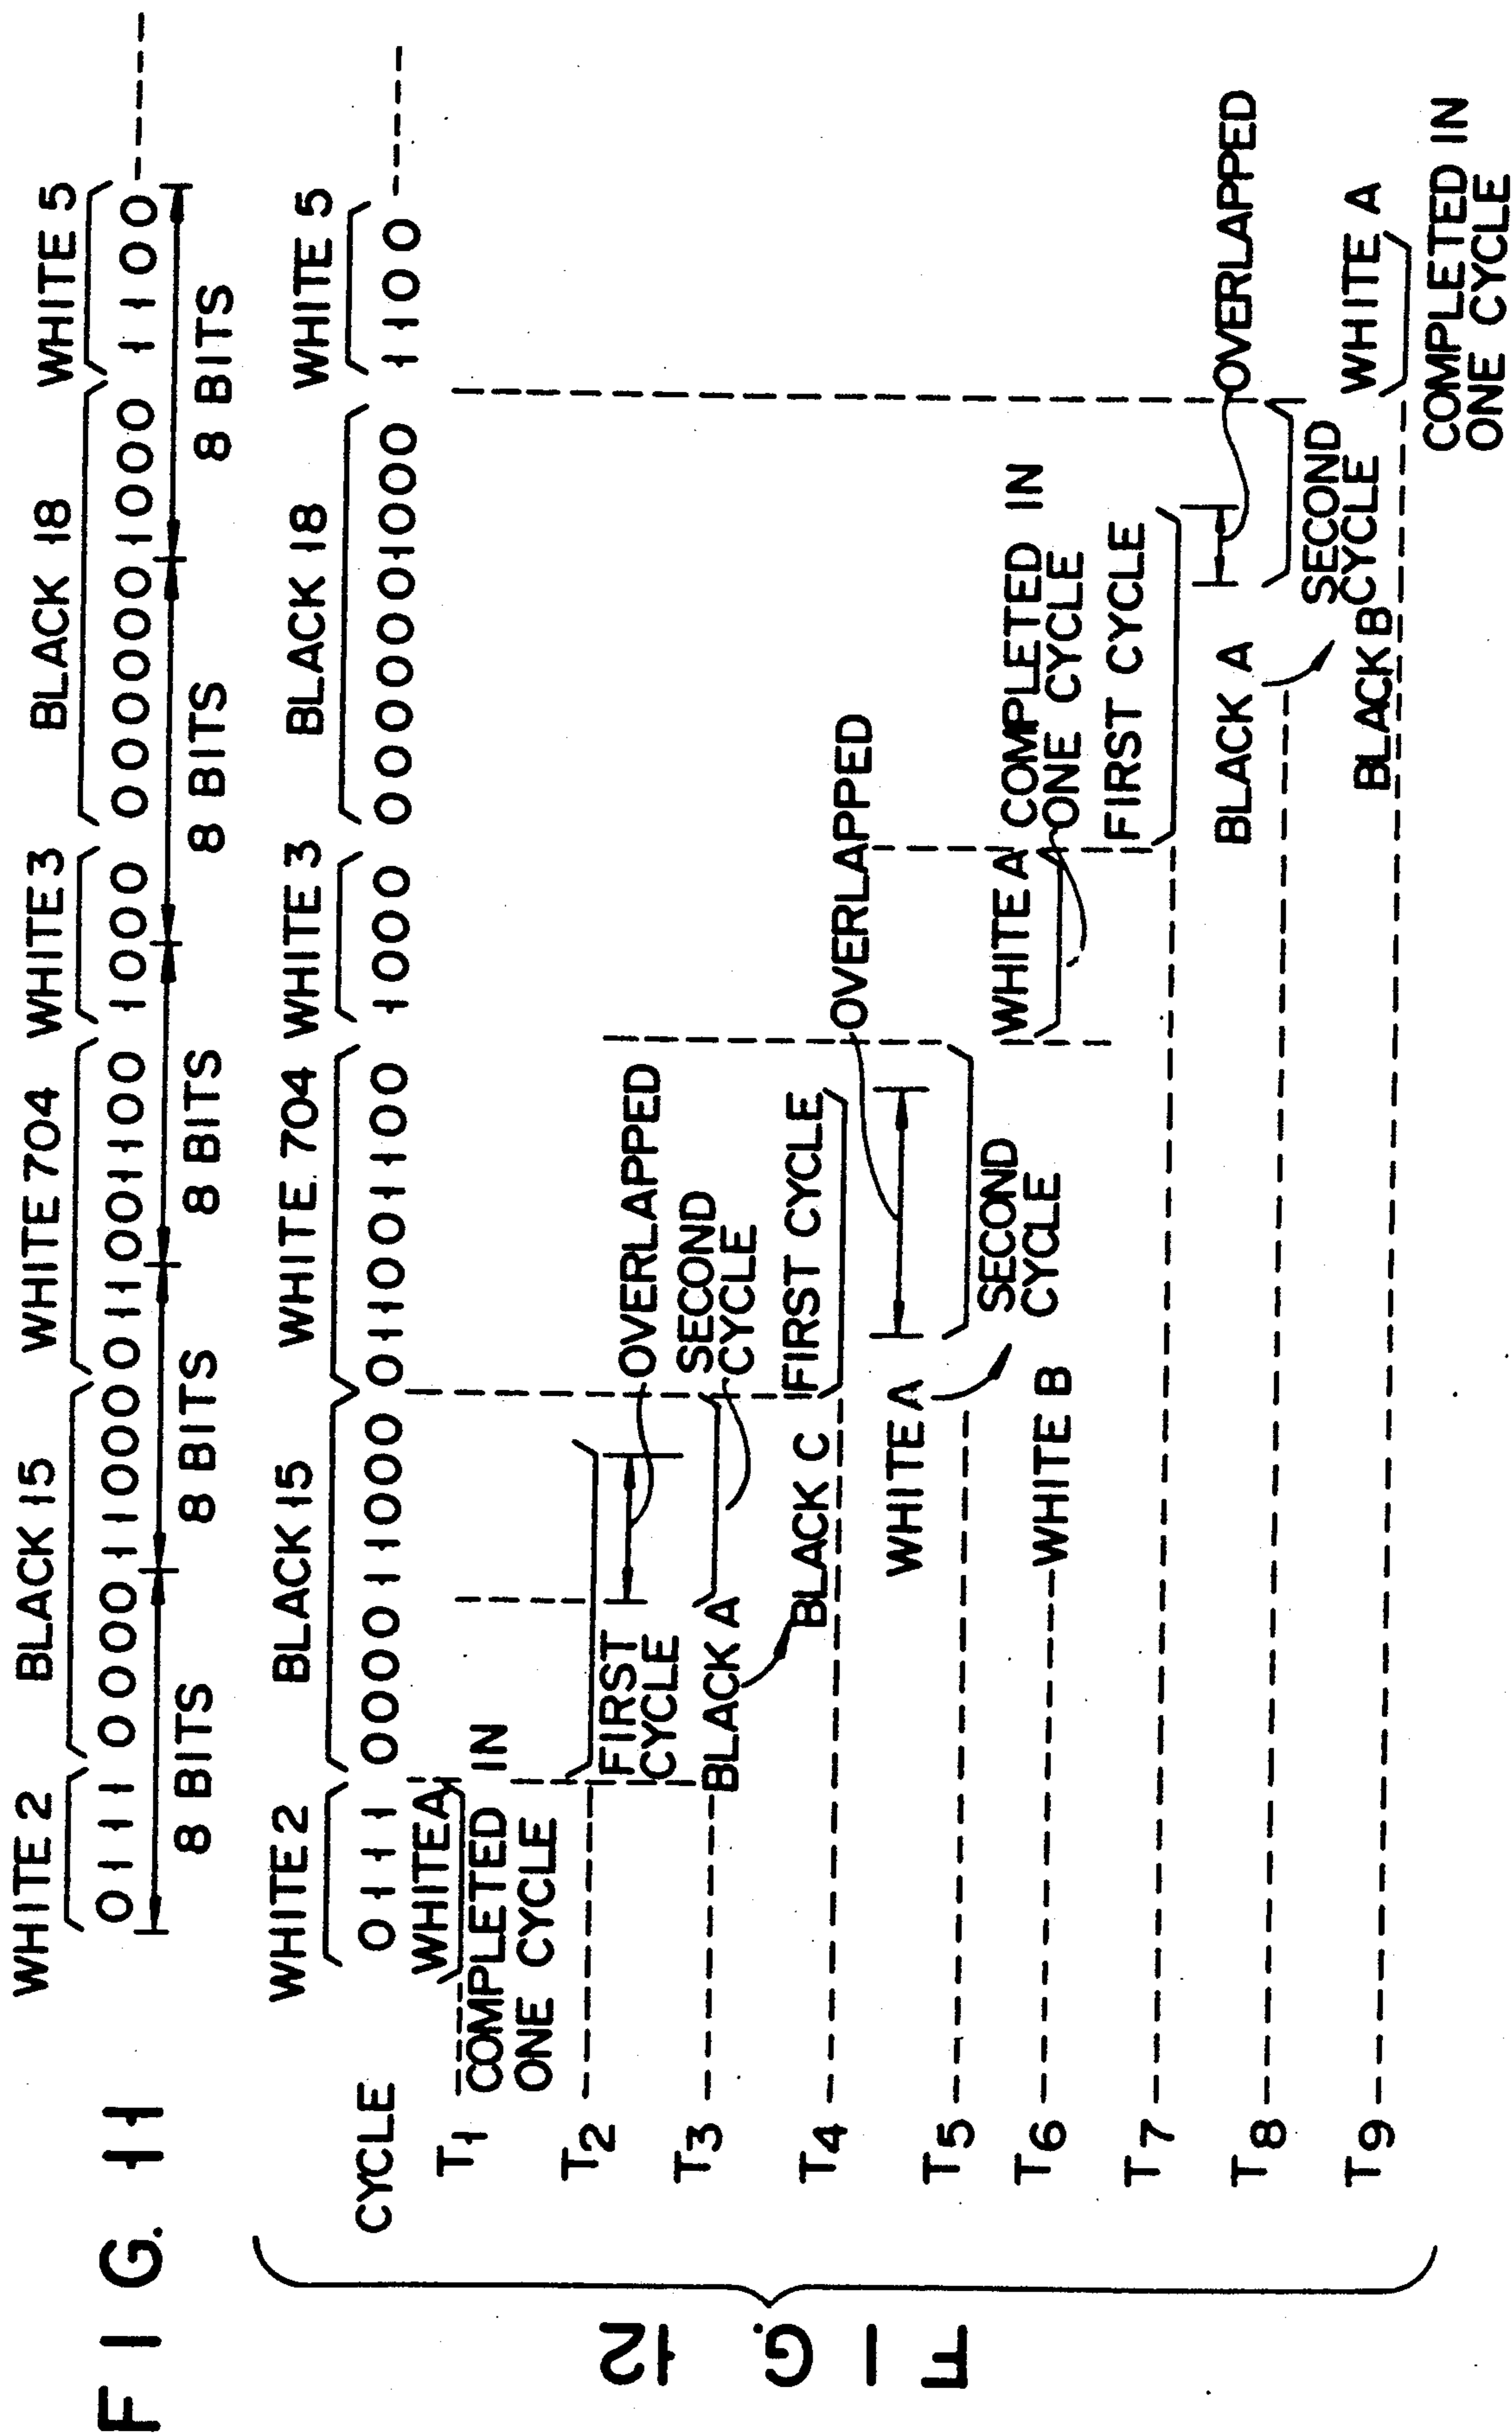 FIG. 11
WHITE 2 BLACK 15 WHITE 704 WHITE 3 BLACK 18 WHITE 5
0111 000011000 011001100 1000 0000001000 1100
8 BITS 8 BITS 8 BITS 8 BITS 8 BITS
FIG. 12
WHITE 2 BLACK 15 WHITE 704 WHITE 3 BLACK 18 WHITE 5
CYCLE 0111 000011000 011001100 1000 0000001000 1100
T1 WHITE A
COMPLETED IN
ONE CYCLE
T2
FIRST
CYCLE
OVERLAPPED
T3 BLACK A
SECOND
CYCLE
T4 BLACK C FIRST CYCLE
WHITE A OVERLAPPED
T5
SECOND
CYCLE
T6 WHITE B WHITE A COMPLETED IN
ONE CYCLE
T7 FIRST CYCLE
BLACK A OVERLAPPED
T8
SECOND
CYCLE
T9 BLACK B WHITE A
COMPLETED IN
ONE CYCLE